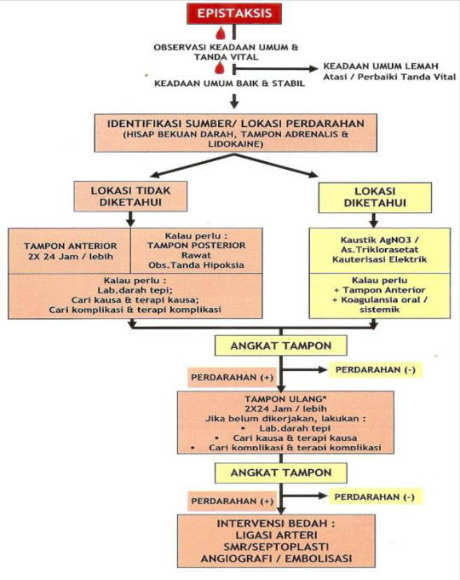 EPISTAKSIS
OBSERVASI KEADAAN UMUM &
TANDA VITAL
KEADAAN UMUM LEMAH
Atasi / Perbaiki Tanda Vital
KEADAAN UMUM BAIK & STABIL
IDENTIFIKASI SUMBER/ LOKASI PERDARAHAN
(HISAP BEKUAN DARAH, TAMPON ADRENALIS &
LIDOKAINE)
LOKASI TIDAK
DIKETAHUI
LOKASI
DIKETAHUI
TAMPON ANTERIOR
2X 24 Jam / lebih
Kalau perlu :
TAMPON POSTERIOR
Rawat
Obs.Tanda Hipoksia
Kaustik AgNO3 /
As.Triklorasetat
Kauterisasi Elektrik
Kalau perlu :
Lab.darah tepi;
Cari kausa & terapi kausa;
Cari komplikasi & terapi komplikasi
Kalau perlu :
+ Tampon Anterior
+ Koagulansia oral /
sistemik
ANGKAT TAMPON
PERDARAHAN (+)
PERDARAHAN (-)
TAMPON ULANG*
2X24 Jam / lebih
Jika belum dikerjakan, lakukan :
• Lab.darah tepi
• Cari kausa & terapi kausa
• Cari komplikasi & terapi komplikasi
ANGKAT TAMPON
PERDARAHAN (+)
PERDARAHAN (-)
INTERVENSI BEDAH :
LIGASI ARTERI
SMR/SEPTOPLASTI
ANGIOGRAFI / EMBOLISASI